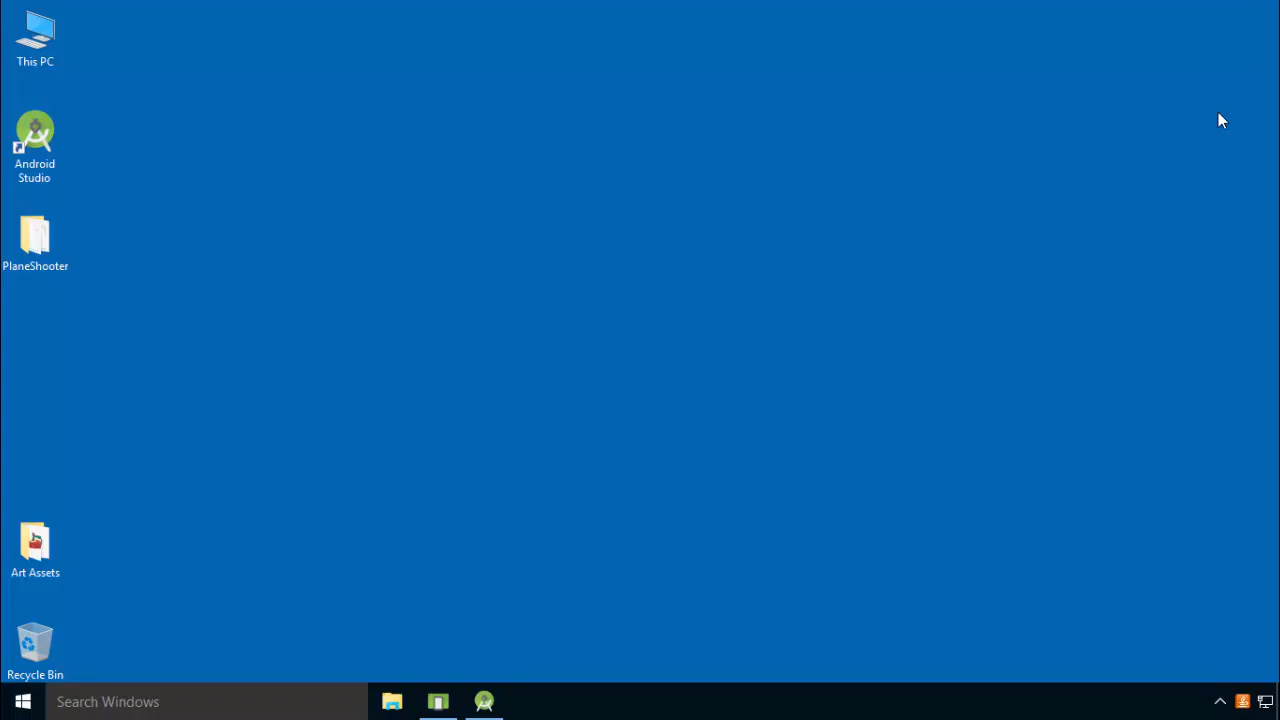 This PC
Android
Studio
PlaneShooter
Art Assets
Recycle Bin
Search Windows